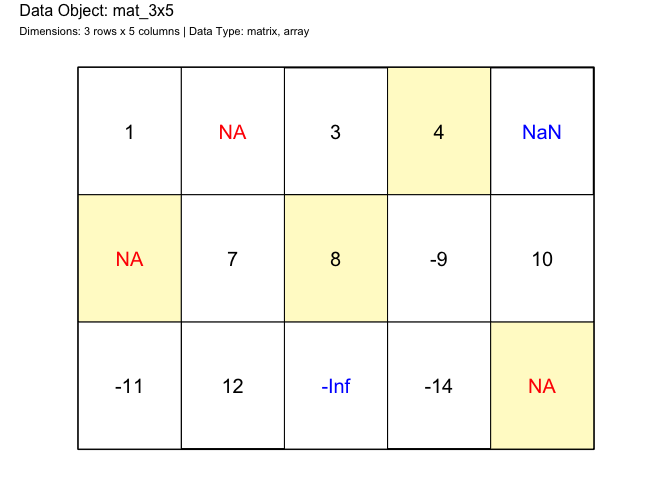 Data Object: mat_3x5
Dimensions: 3 rows x 5 columns | Data Type: matrix, array
1 NA 3 4 NaN
NA 7 8 -9 10
-11 12 -Inf -14 NA